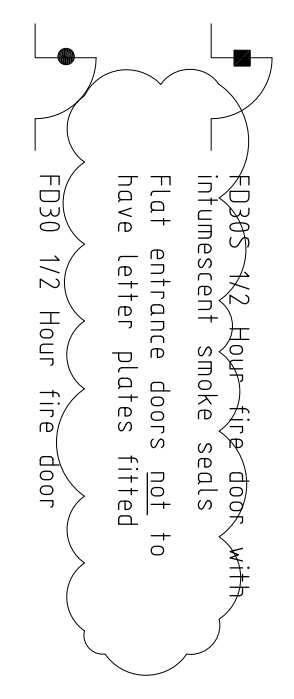 FD30S 1/2 Hour fire door with
intumescent smoke seals
Flat entrance doors not to
have letter plates fitted
FD30 1/2 Hour fire door